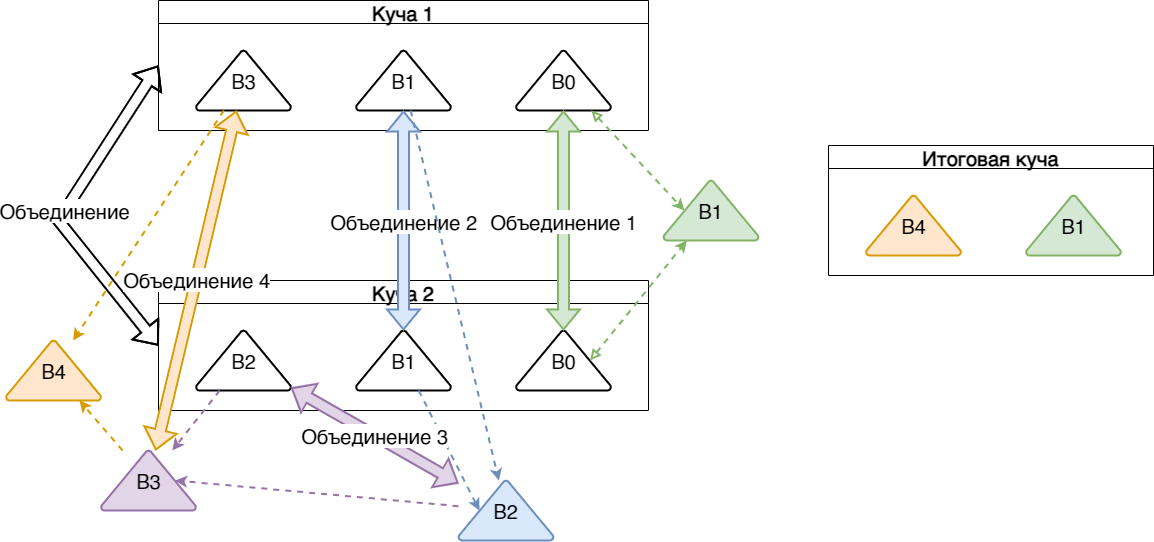 Куча 1
B3
B1
B0
Объединение
Объединение 2
Объединение 1
B1
Объединение 4
Куча 2
B2
B1
B0
B4
Объединение 3
B3
B2
Итоговая куча
B4
B1